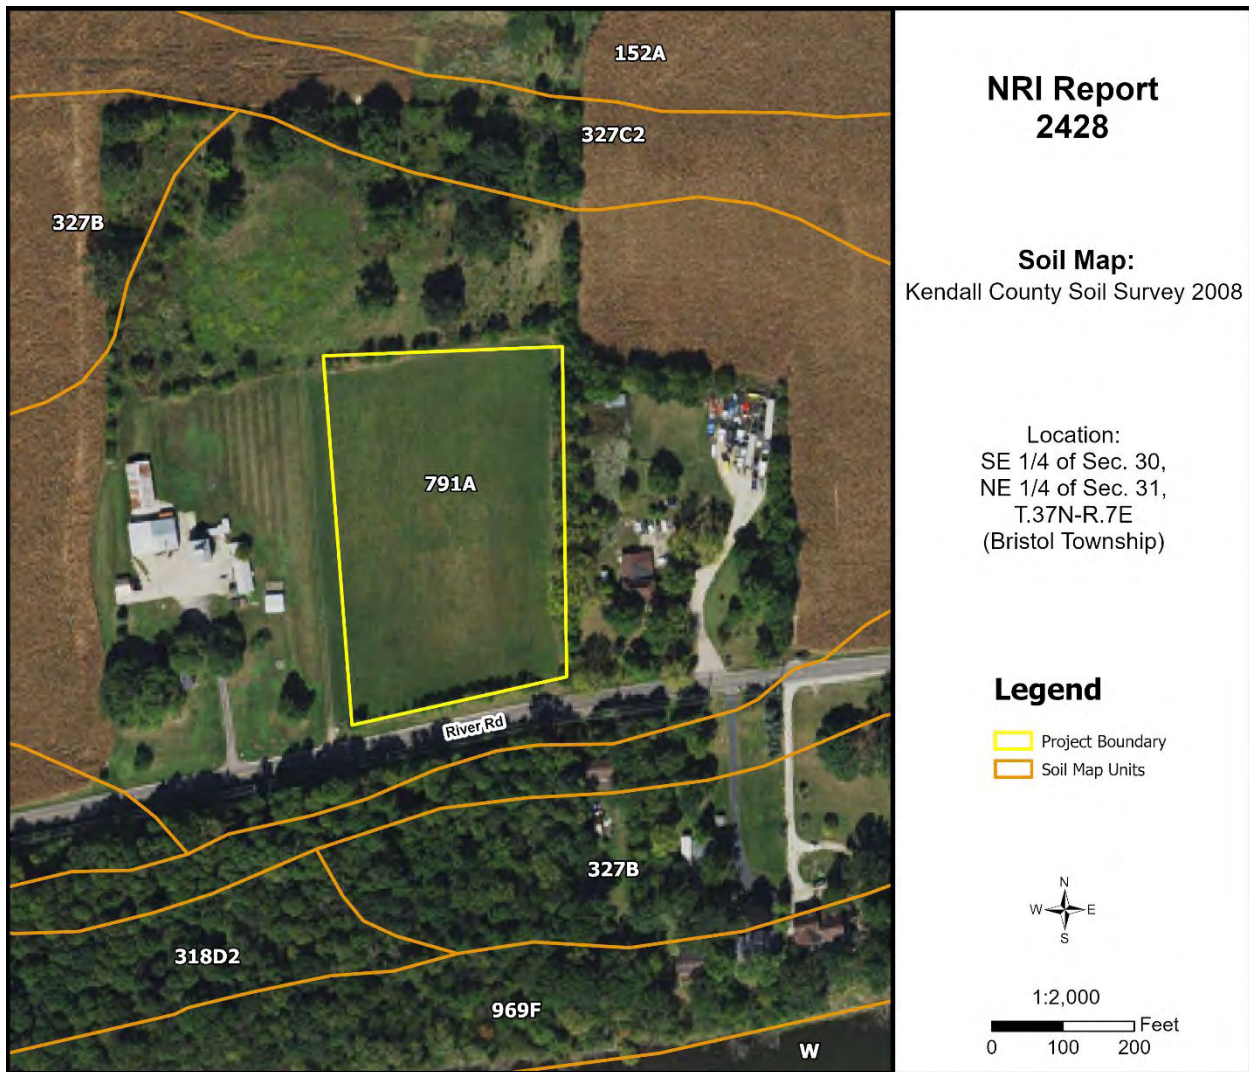 152A
327C2
327B
791A
River Rd
327B
318D2
969F
W
NRI Report
2428
Soil Map:
Kendall County Soil Survey 2008
Location:
SE 1/4 of Sec. 30,
NE 1/4 of Sec. 31,
T.37N-R.7E
(Bristol Township)
Legend
Project Boundary
Soil Map Units
N
W E
S
1:2,000
Feet
0 100 200